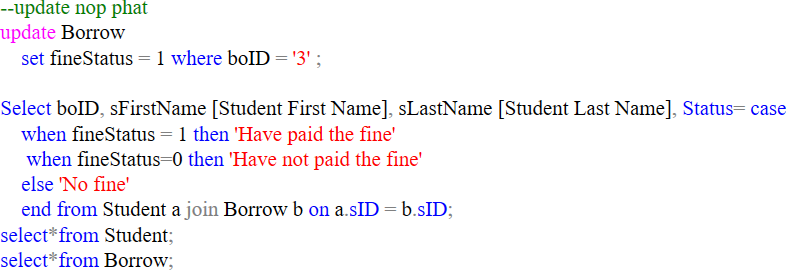 --update nop phat
update Borrow
set fineStatus = 1 where boID = '3' ;
Select boID, sFirstName [Student First Name], sLastName [Student Last Name], Status= case
when fineStatus = 1 then 'Have paid the fine'
when fineStatus=0 then 'Have not paid the fine'
else 'No fine'
end from Student a join Borrow b on a.sID = b.sID;
select*from Student;
select*from Borrow;